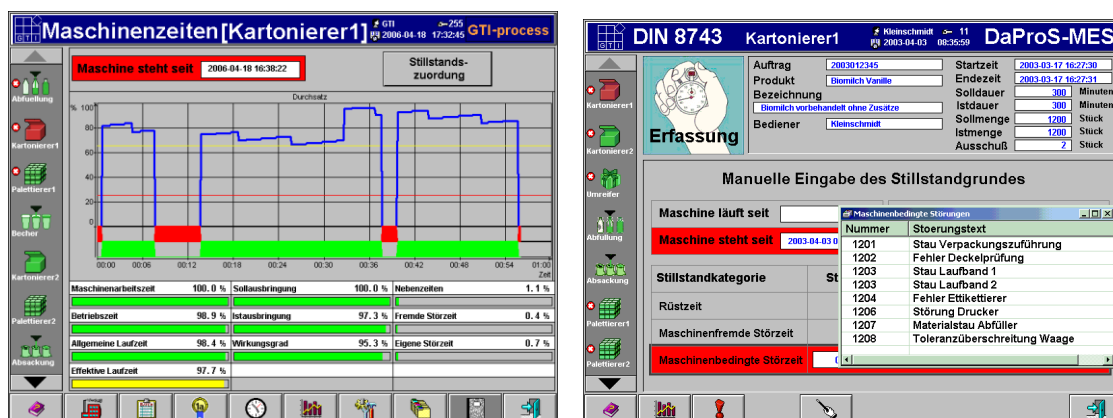 GTI
Maschinenzeiten[Kartonierer1]
GTI 255
2006-04-18 17:32:45
GTI-process
Maschine steht seit 2006-04-18 16:38:22
Stillstands-
zuordung
Abfuellung
Kartonierer1
Palettierer1
Becher
Kartonierer2
Palettierer2
Absackung
Durchsatz
% 100
80
60
40
20
0
00:00 00:06 00:12 00:18 00:24 00:30 00:36 00:42 00:48 00:54 01:00
Zeit
Maschinenarbeitszeit 100.0 % Sollausbringung 100.0 % Nebenzeiten 1.1 %
Betriebszeit 98.9 % Istausbringung 97.3 % Fremde Störzeit 0.4 %
Allgemeine Laufzeit 98.4 % Wirkungsgrad 95.3 % Eigene Störzeit 0.7 %
Effektive Laufzeit 97.7 %
GTI
DIN 8743 Kartonierer1
Kleinschmidt 11
2003-04-03 08:35:59
DaProS-MES
Kartonierer1
Kartonierer2
Umreifer
Abfüllung
Absackung
Palettierer1
Palettierer2
Erfassung
Auftrag 2003012345
Produkt Biomilch Vanille
Bezeichnung
Biomilch vorbehandelt ohne Zusätze
Bediener Kleinschmidt
Startzeit 2003-03-17 16:27:30
Endezeit 2003-03-17 16:27:31
Solldauer 300 Minuten
Istdauer 300 Minuten
Sollmenge 1200 Stück
Istmenge 1200 Stück
Ausschuß 2 Stück
Manuelle Eingabe des Stillstandgrundes
Maschine läuft seit
Maschine steht seit 2003-04-03 0
Stillstandkategorie St
Rüstzeit
Maschinenfremde Störzeit
Maschinenbedingte Störzeit
Maschinenbedingte Störungen
Nummer Stoerungstext
1201 Stau Verpackungszuführung
1202 Fehler Deckelprüfung
1203 Stau Laufband 1
1203 Stau Laufband 2
1204 Fehler Ettikettierer
1206 Störung Drucker
1207 Materialstau Abfüller
1208 Toleranzüberschreitung Waage